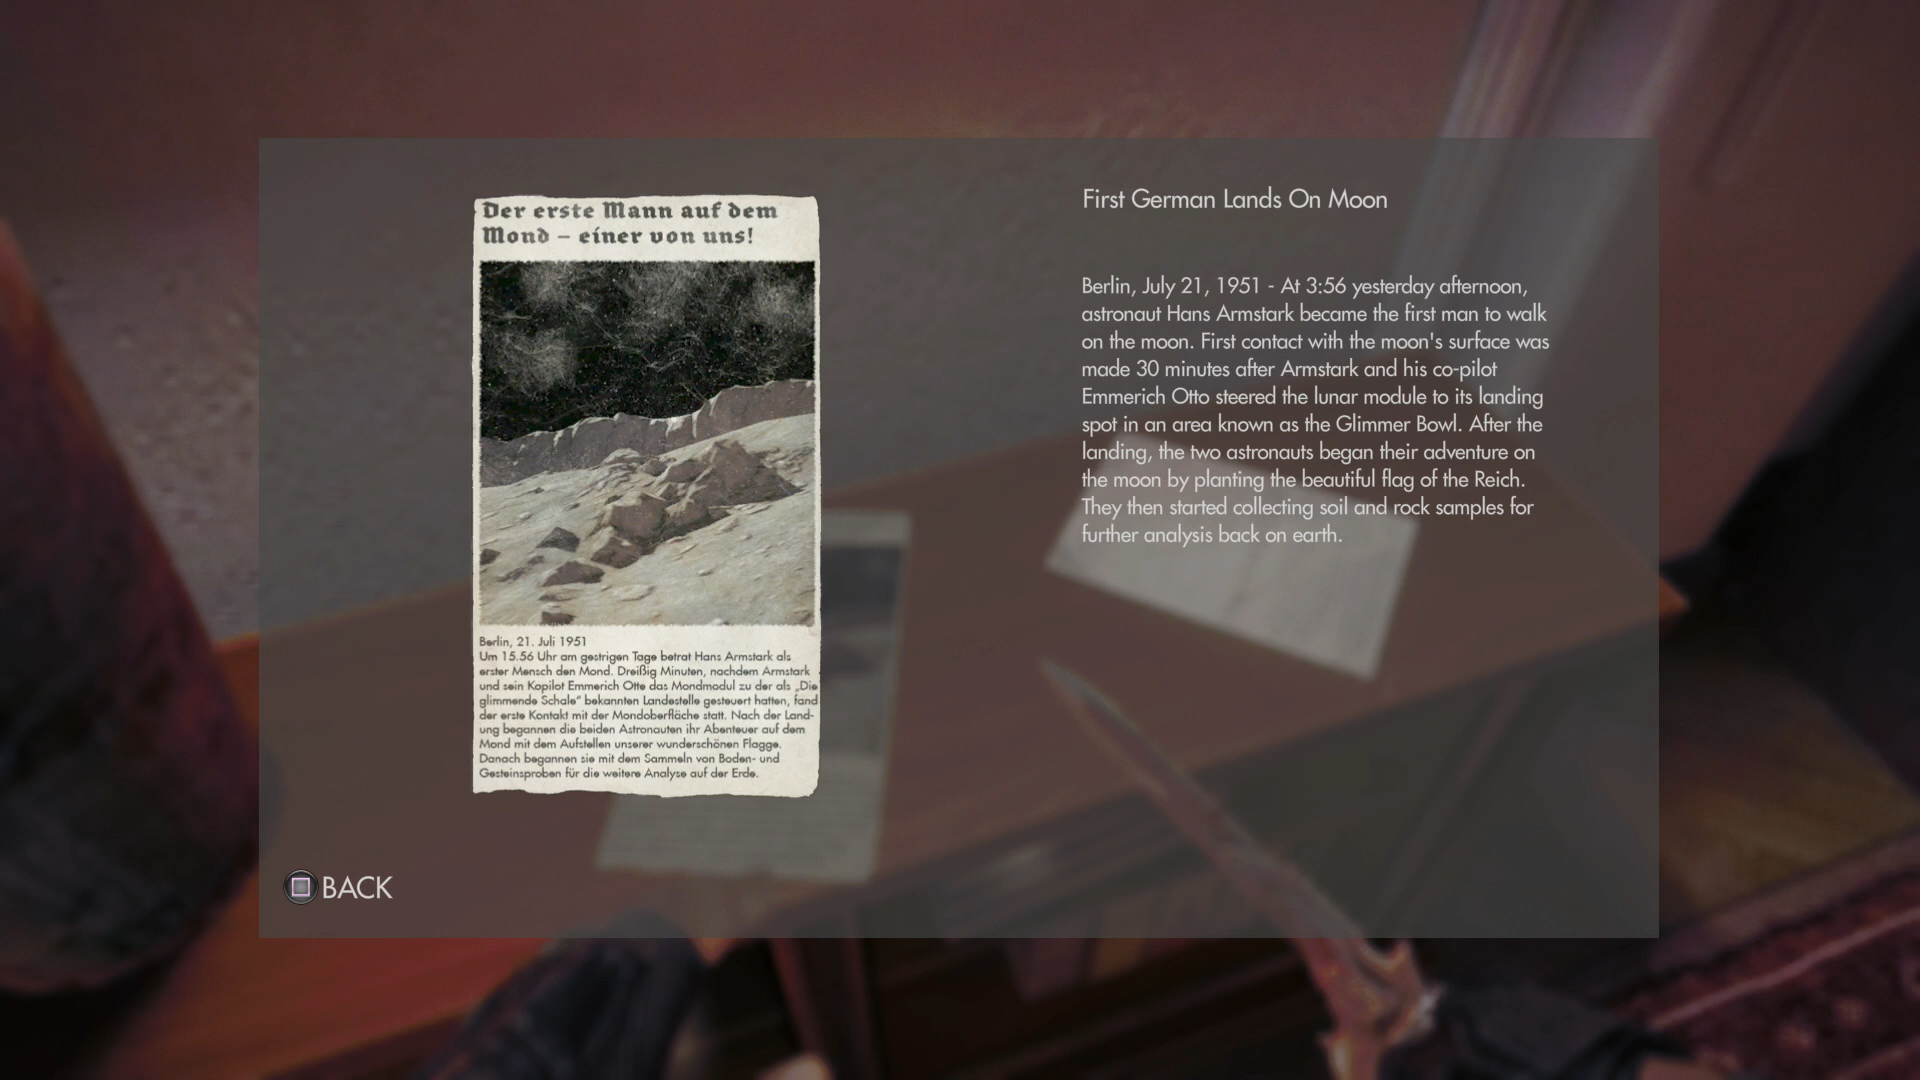 Der erste Mann auf dem
Mond – einer von uns!
Berlin, 21. Juli 1951
Um 15.56 Uhr am gestrigen Tage betrat Hans Armstark als
erster Mensch den Mond. Dreißig Minuten, nachdem Armstark
und sein Kopilot Emmerich Otto das Mondmodul zu der als „Die
glimmende Schale“ bekannten Landestelle gesteuert hatten, fand
der erste Kontakt mit der Mondoberfläche statt. Nach der Land-
ung begannen die beiden Astronauten ihr Abenteuer auf dem
Mond mit dem Aufstellen unserer wunderschönen Flagge.
Danach begannen sie mit dem Sammeln von Boden- und
Gesteinsproben für die weitere Analyse auf der Erde.
First German Lands On Moon
Berlin, July 21, 1951 - At 3:56 yesterday afternoon,
astronaut Hans Armstark became the first man to walk
on the moon. First contact with the moon's surface was
made 30 minutes after Armstark and his co-pilot
Emmerich Otto steered the lunar module to its landing
spot in an area known as the Glimmer Bowl. After the
landing, the two astronauts began their adventure on
the moon by planting the beautiful flag of the Reich.
They then started collecting soil and rock samples for
further analysis back on earth.
BACK